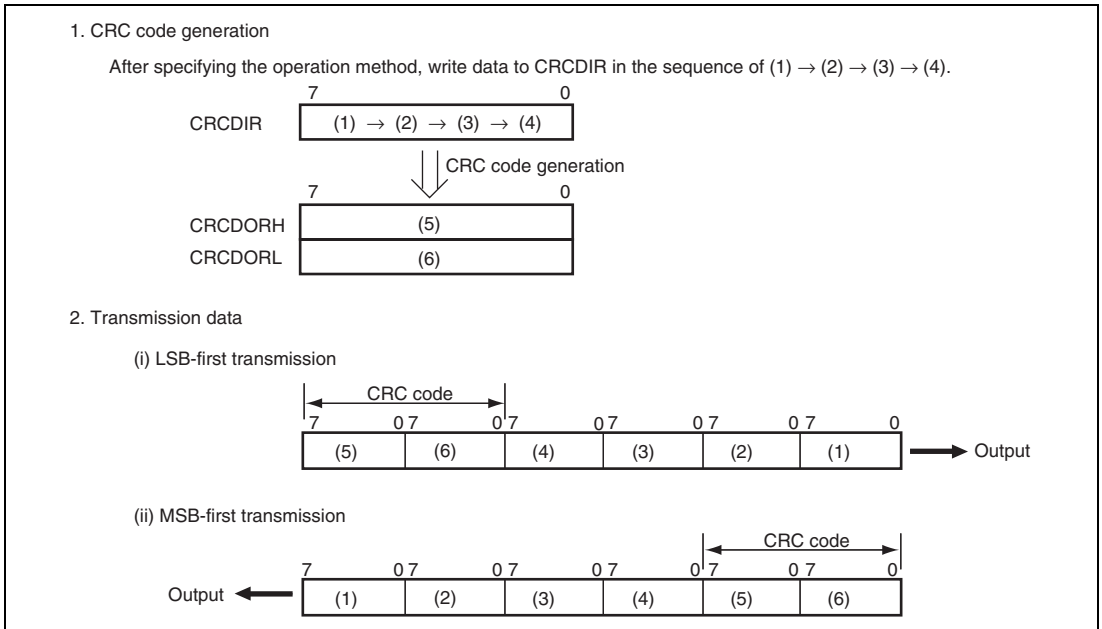 1. CRC code generation
After specifying the operation method, write data to CRCDIR in the sequence of (1) → (2) → (3) → (4).
7 0
CRCDIR (1) → (2) → (3) → (4)
CRC code generation
7 0
CRCDORH (5)
CRCDORL (6)
2. Transmission data
(i) LSB-first transmission
CRC code
7 0 7 0 7 0 7 0 7 0 7 0
(5) (6) (4) (3) (2) (1) Output
(ii) MSB-first transmission
CRC code
7 0 7 0 7 0 7 0 7 0 7 0
Output (1) (2) (3) (4) (5) (6)